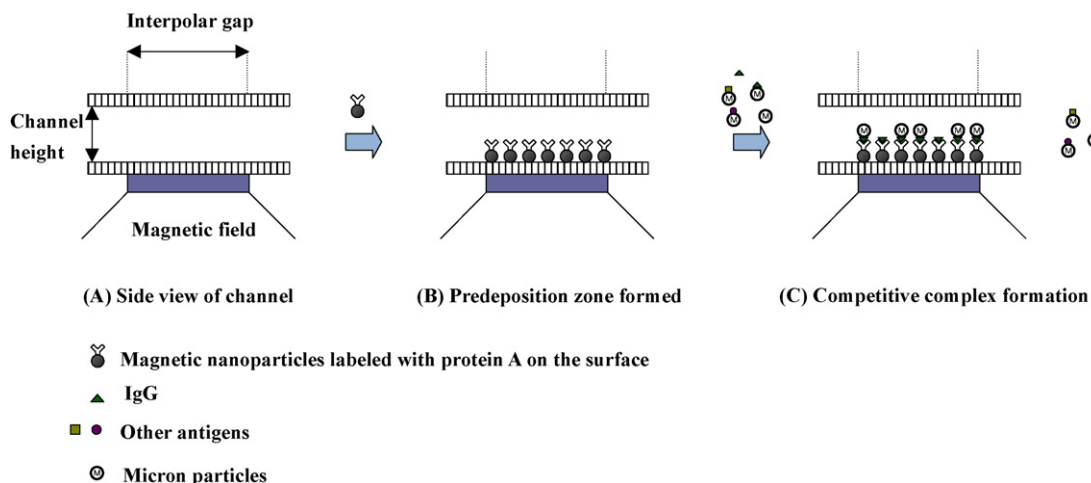 Interpolar gap
Channel
height
Magnetic field
M
M
M
M
M
M
M
M
M
M
M
(A) Side view of channel
(B) Predeposition zone formed
(C) Competitive complex formation
Magnetic nanoparticles labeled with protein A on the surface
IgG
Other antigens
M
Micron particles